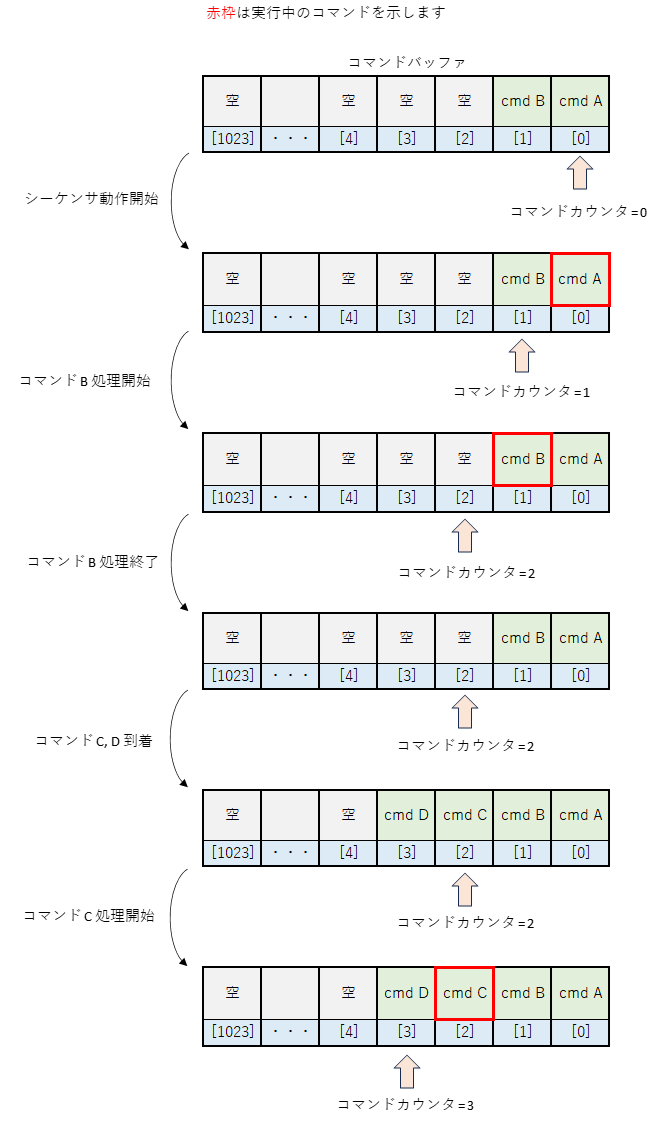 赤枠は実行中のコマンドを示します
コマンドバッファ
空 空 空 空 cmd B cmd A
[1023] ・・・ [4] [3] [2] [1] [0]
シーケンサ動作開始
コマンドカウンタ=0
空 空 空 空 cmd B cmd A
[1023] ・・・ [4] [3] [2] [1] [0]
コマンドB 処理開始
コマンドカウンタ=1
空 空 空 空 cmd B cmd A
[1023] ・・・ [4] [3] [2] [1] [0]
コマンドB 処理終了
コマンドカウンタ=2
空 空 空 空 cmd B cmd A
[1023] ・・・ [4] [3] [2] [1] [0]
コマンドC, D 到着
コマンドカウンタ=2
空 空 cmd D cmd C cmd B cmd A
[1023] ・・・ [4] [3] [2] [1] [0]
コマンドC 処理開始
コマンドカウンタ=2
空 空 cmd D cmd C cmd B cmd A
[1023] ・・・ [4] [3] [2] [1] [0]
コマンドカウンタ=3